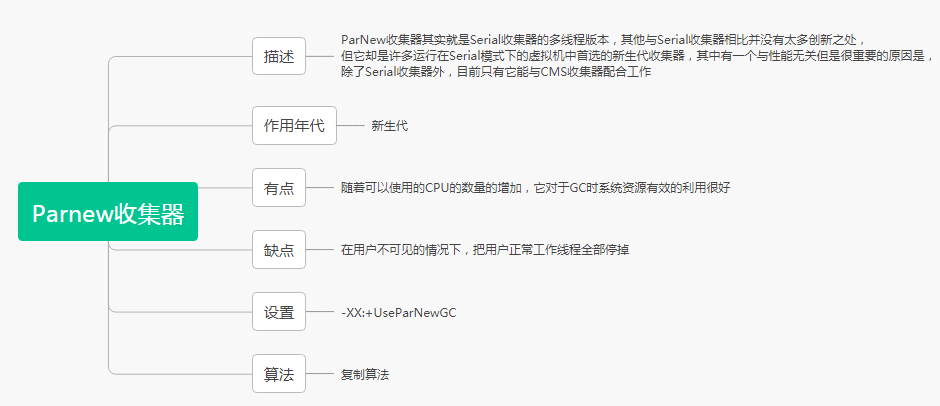 Parnew收集器
描述
ParNew收集器其实就是Serial收集器的多线程版本，其他与Serial收集器相比并没有太多创新之处，
但它却是许多运行在Serial模式下的虚拟机中首选的新生代收集器，其中有一个与性能无关但是很重要的原因是，
除了Serial收集器外，目前只有它能与CMS收集器配合工作
作用年代
新生代
有点
随着可以使用的CPU的数量的增加，它对于GC时系统资源有效的利用很好
缺点
在用户不可见的情况下，把用户正常工作线程全部停掉
设置
-XX:+UseParNewGC
算法
复制算法